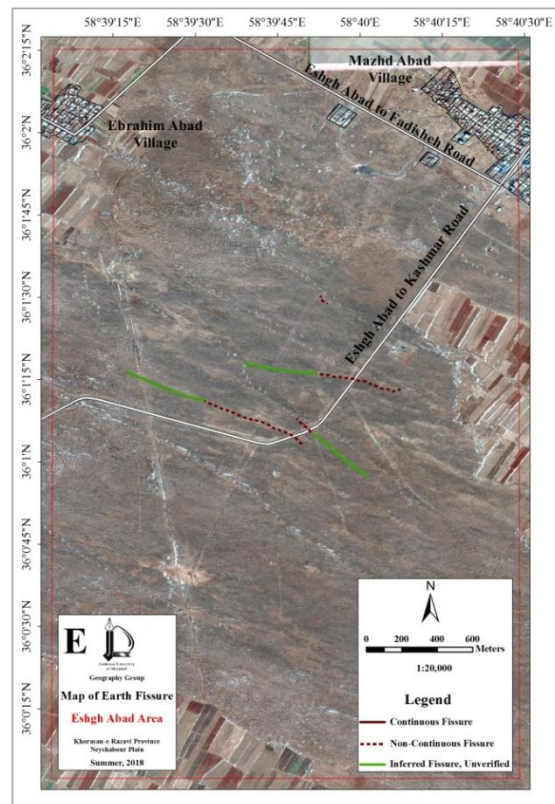 58°39'15"E
58°39'30"E
58°39'45"E
58°40'E
58°40'15"E
58°40'30"E
36°2'15"N
36°2'N
36°1'45"N
36°1'30"N
36°1'15"N
36°1'N
36°0'45"N
36°0'30"N
36°0'15"N
Mazhd Abad
Village
Eshgh Abad to Fadisheh Road
Ebrahim Abad
Village
Eshgh Abad to Kashmar Road
E
Ferdowsi University
of Mashhad
Geography Group
Map of Earth Fissure
Eshgh Abad Area
Khorasan-e-Razavi Province
Neyshabour Plain
Summer, 2018
N
0 200 400 600
Meters
1:20,000
Legend
Continuous Fissure
Non-Continuous Fissure
Inferred Fissure, Unverified